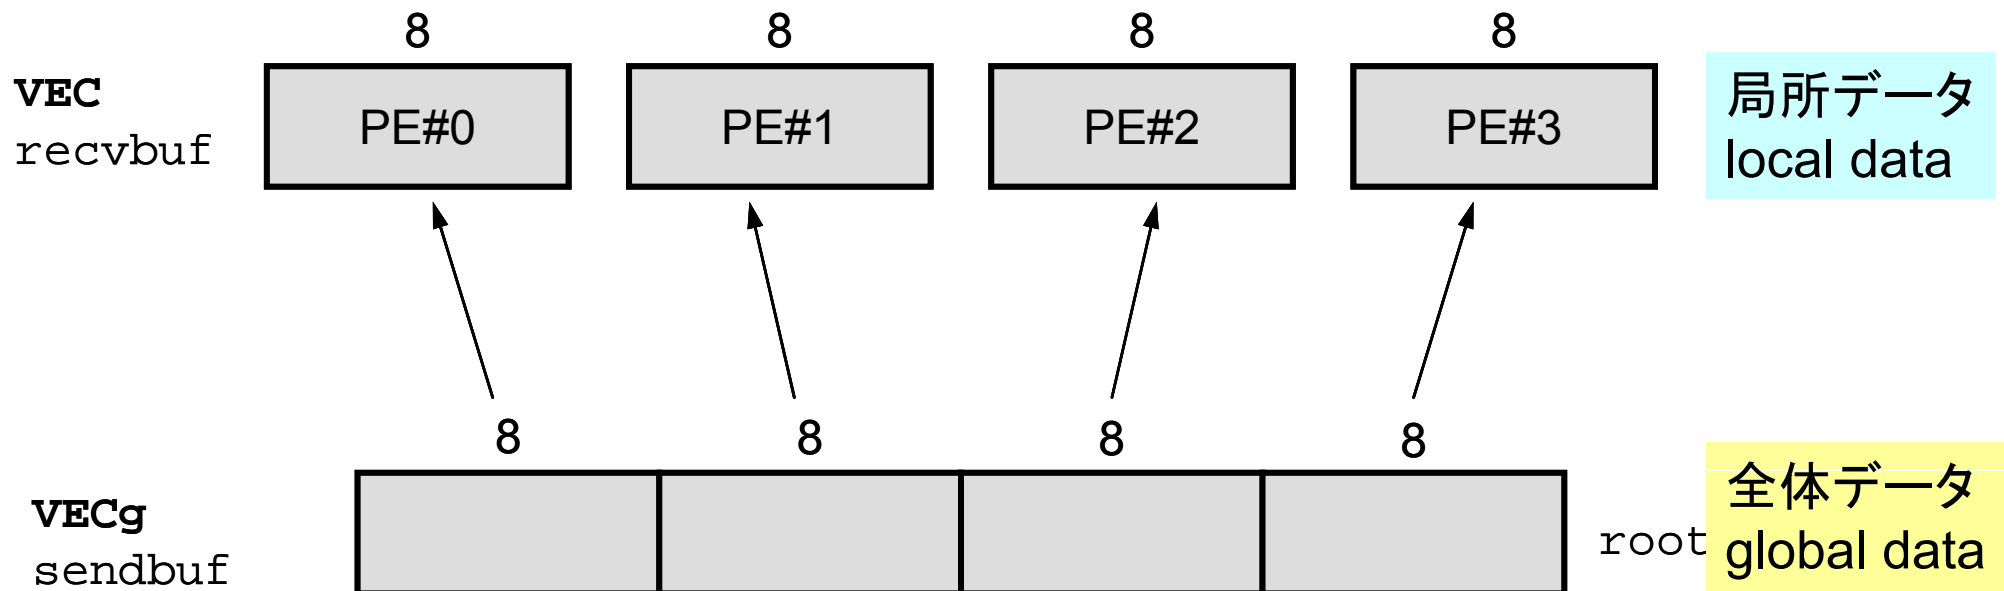 8 8 8 8
VEC
recvbuf
PE#0 PE#1 PE#2 PE#3
局所データ
local data
8 8 8 8
VECg
sendbuf
root
全体データ
global data